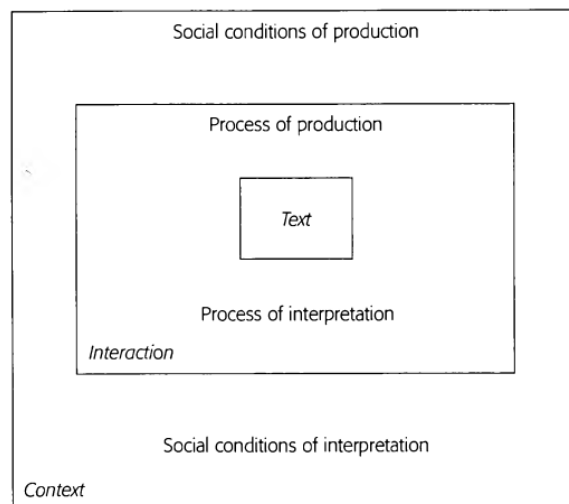 Social conditions of production
Process of production
Text
Process of interpretation
Interaction
Social conditions of interpretation
Context